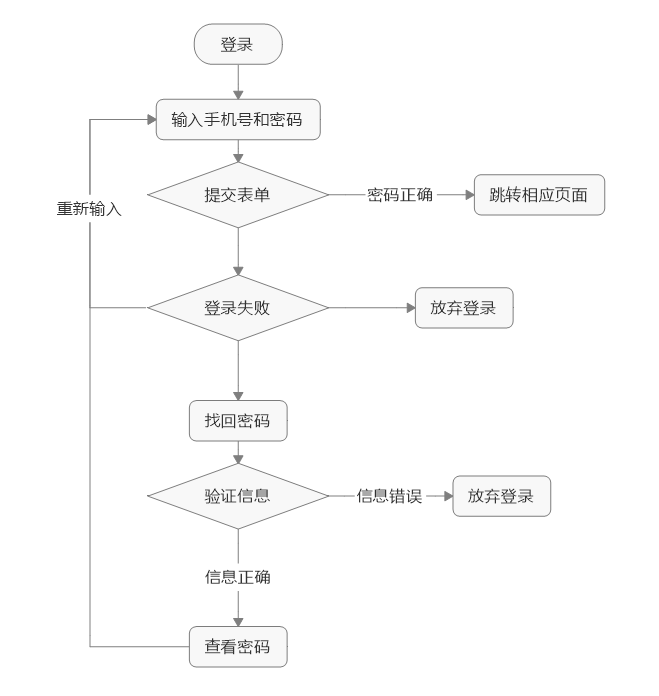 登录
输入手机号和密码
提交表单
密码正确
跳转相应页面
重新输入
登录失败
放弃登录
找回密码
验证信息
信息错误
放弃登录
信息正确
查看密码